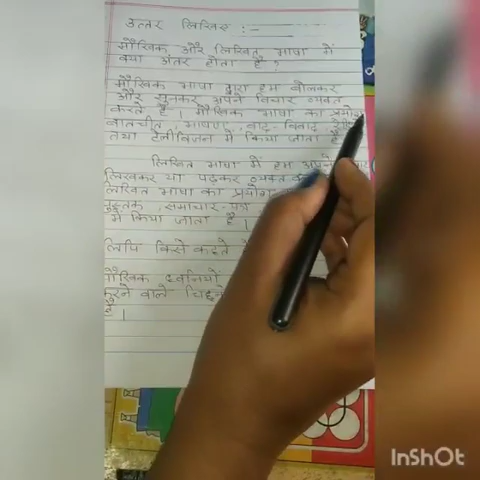 उत्तर लिखिए :-
मौखिक और लिखित भाषा में
क्या अंतर होता है ?
मौखिक भाषा द्वारा हम बोलकर
और सुनकर अपने विचार व्यक्त
करते है । मौखिक भाषा का प्रयोग
बातचीत, भाषण, वाद-विवाद
तथा टेलीविजन में किया जाता है
लिखित भाषा में हम अपने
लिखकर या पढ़कर व्यक्त
लिखित भाषा का प्रयोग
पुस्तक, समाचार-पत्र
में किया जाता है ।
लिपि किसे कहते
मौखिक ध्वनियों
करने वाले चिह्नों
है ।
InShOt